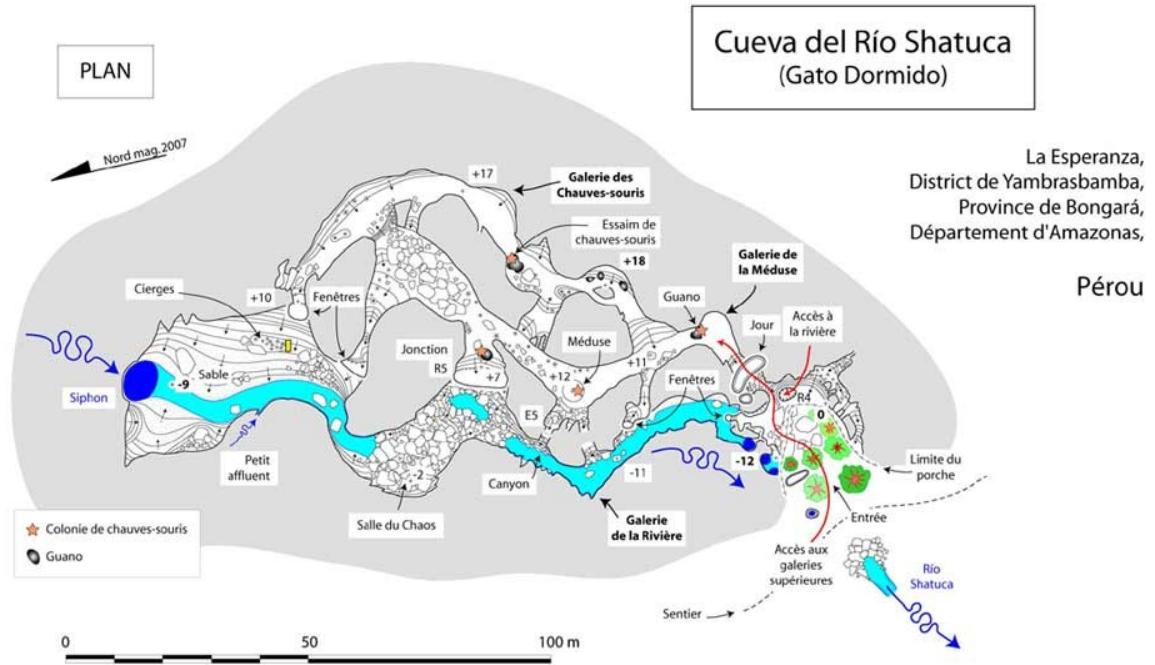 PLAN
Cueva del Río Shatuca
(Gato Dormido)
Nord mag.2007
La Esperanza,
District de Yambrasbamba,
Province de Bongará,
Département d'Amazonas,
Pérou
+17
Galerie des
Chauves-souris
Essaim de
chauves-souris
+18
Galerie de
la Méduse
Cierges
+10
Fenêtres
Guano
Jour
Accès à
la rivière
Jonction
R5
Méduse
+7
+12
+11
Fenêtres
R4
0
Siphon
-9
Sable
E5
Petit
affluent
-2
Canyon
-11
-12
Limite du
porche
Salle du Chaos
Galerie
de la Rivière
Entrée
Accès aux
galeries
supérieures
Río
Shatuca
Sentier
Colonie de chauves-souris
Guano
0
50
100 m